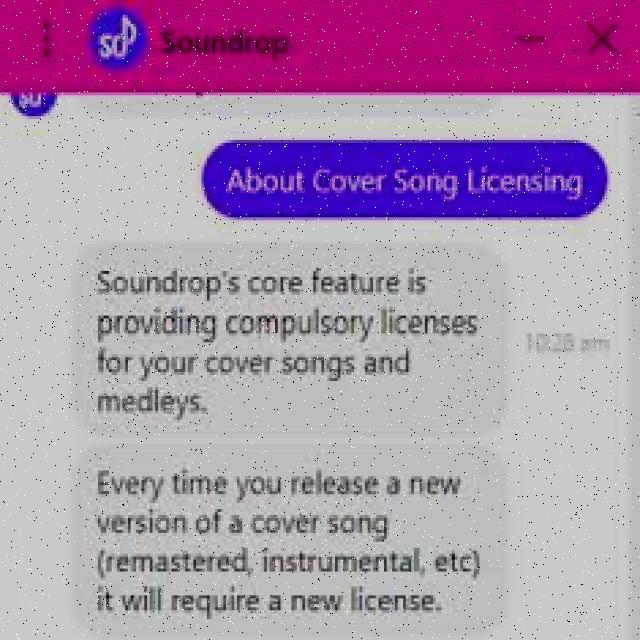 Soundrop
About Cover Song Licensing
Soundrop's core feature is
providing compulsory licenses
for your cover songs and
medleys.
10:28 am
Every time you release a new
version of a cover song
(remastered, instrumental, etc)
it will require a new license.